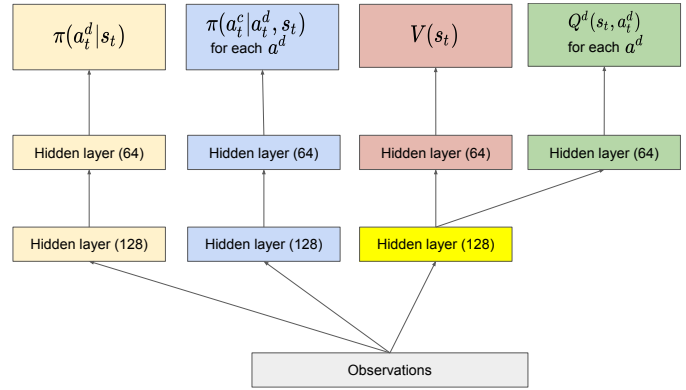 π(a_t^d|s_t)
π(a_t^c|a_t^d, s_t)
for each a^d
V(s_t)
Q^d(s_t, a_t^d)
for each a^d
Hidden layer (64)
Hidden layer (64)
Hidden layer (64)
Hidden layer (64)
Hidden layer (128)
Hidden layer (128)
Hidden layer (128)
Observations